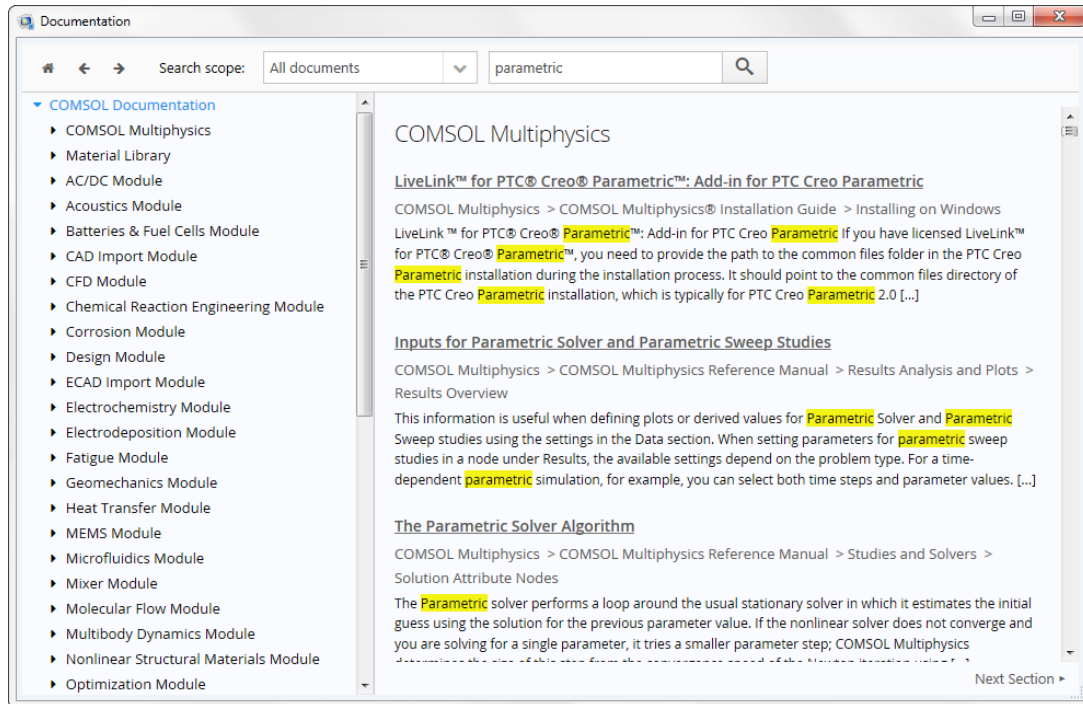 Documentation
Search scope:
All documents
parametric
COMSOL Documentation
COMSOL Multiphysics
Material Library
AC/DC Module
Acoustics Module
Batteries & Fuel Cells Module
CAD Import Module
CFD Module
Chemical Reaction Engineering Module
Corrosion Module
Design Module
ECAD Import Module
Electrochemistry Module
Electrodeposition Module
Fatigue Module
Geomechanics Module
Heat Transfer Module
MEMS Module
Microfluidics Module
Mixer Module
Molecular Flow Module
Multibody Dynamics Module
Nonlinear Structural Materials Module
Optimization Module
COMSOL Multiphysics
LiveLink™ for PTC® Creo® Parametric™: Add-in for PTC Creo Parametric
COMSOL Multiphysics > COMSOL Multiphysics® Installation Guide > Installing on Windows
LiveLink ™ for PTC® Creo® Parametric™: Add-in for PTC Creo Parametric If you have licensed LiveLink™
for PTC® Creo® Parametric™, you need to provide the path to the common files folder in the PTC Creo
Parametric installation during the installation process. It should point to the common files directory of
the PTC Creo Parametric installation, which is typically for PTC Creo Parametric 2.0 [...]
Inputs for Parametric Solver and Parametric Sweep Studies
COMSOL Multiphysics > COMSOL Multiphysics Reference Manual > Results Analysis and Plots >
Results Overview
This information is useful when defining plots or derived values for Parametric Solver and Parametric
Sweep studies using the settings in the Data section. When setting parameters for parametric sweep
studies in a node under Results, the available settings depend on the problem type. For a time-
dependent parametric simulation, for example, you can select both time steps and parameter values. [...]
The Parametric Solver Algorithm
COMSOL Multiphysics > COMSOL Multiphysics Reference Manual > Studies and Solvers >
Solution Attribute Nodes
The Parametric solver performs a loop around the usual stationary solver in which it estimates the initial
guess using the solution for the previous parameter value. If the nonlinear solver does not converge and
you are solving for a single parameter, it tries a smaller parameter step; COMSOL Multiphysics
determines the size of this step from the convergence speed of the Newton iteration using [...]
Next Section